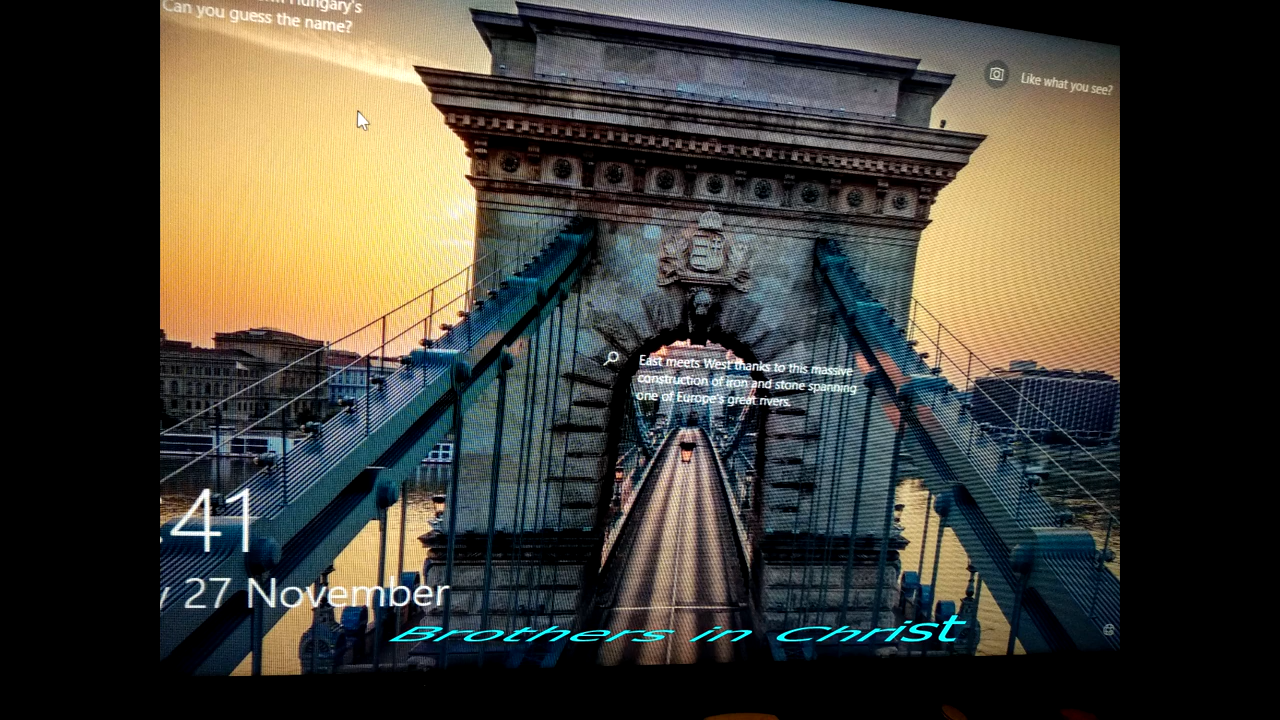 Hungary's
Can you guess the name?
Like what you see?
East meets West thanks to this massive
construction of iron and stone spanning
one of Europe's great rivers.
41
27 November
Brothers in Christ